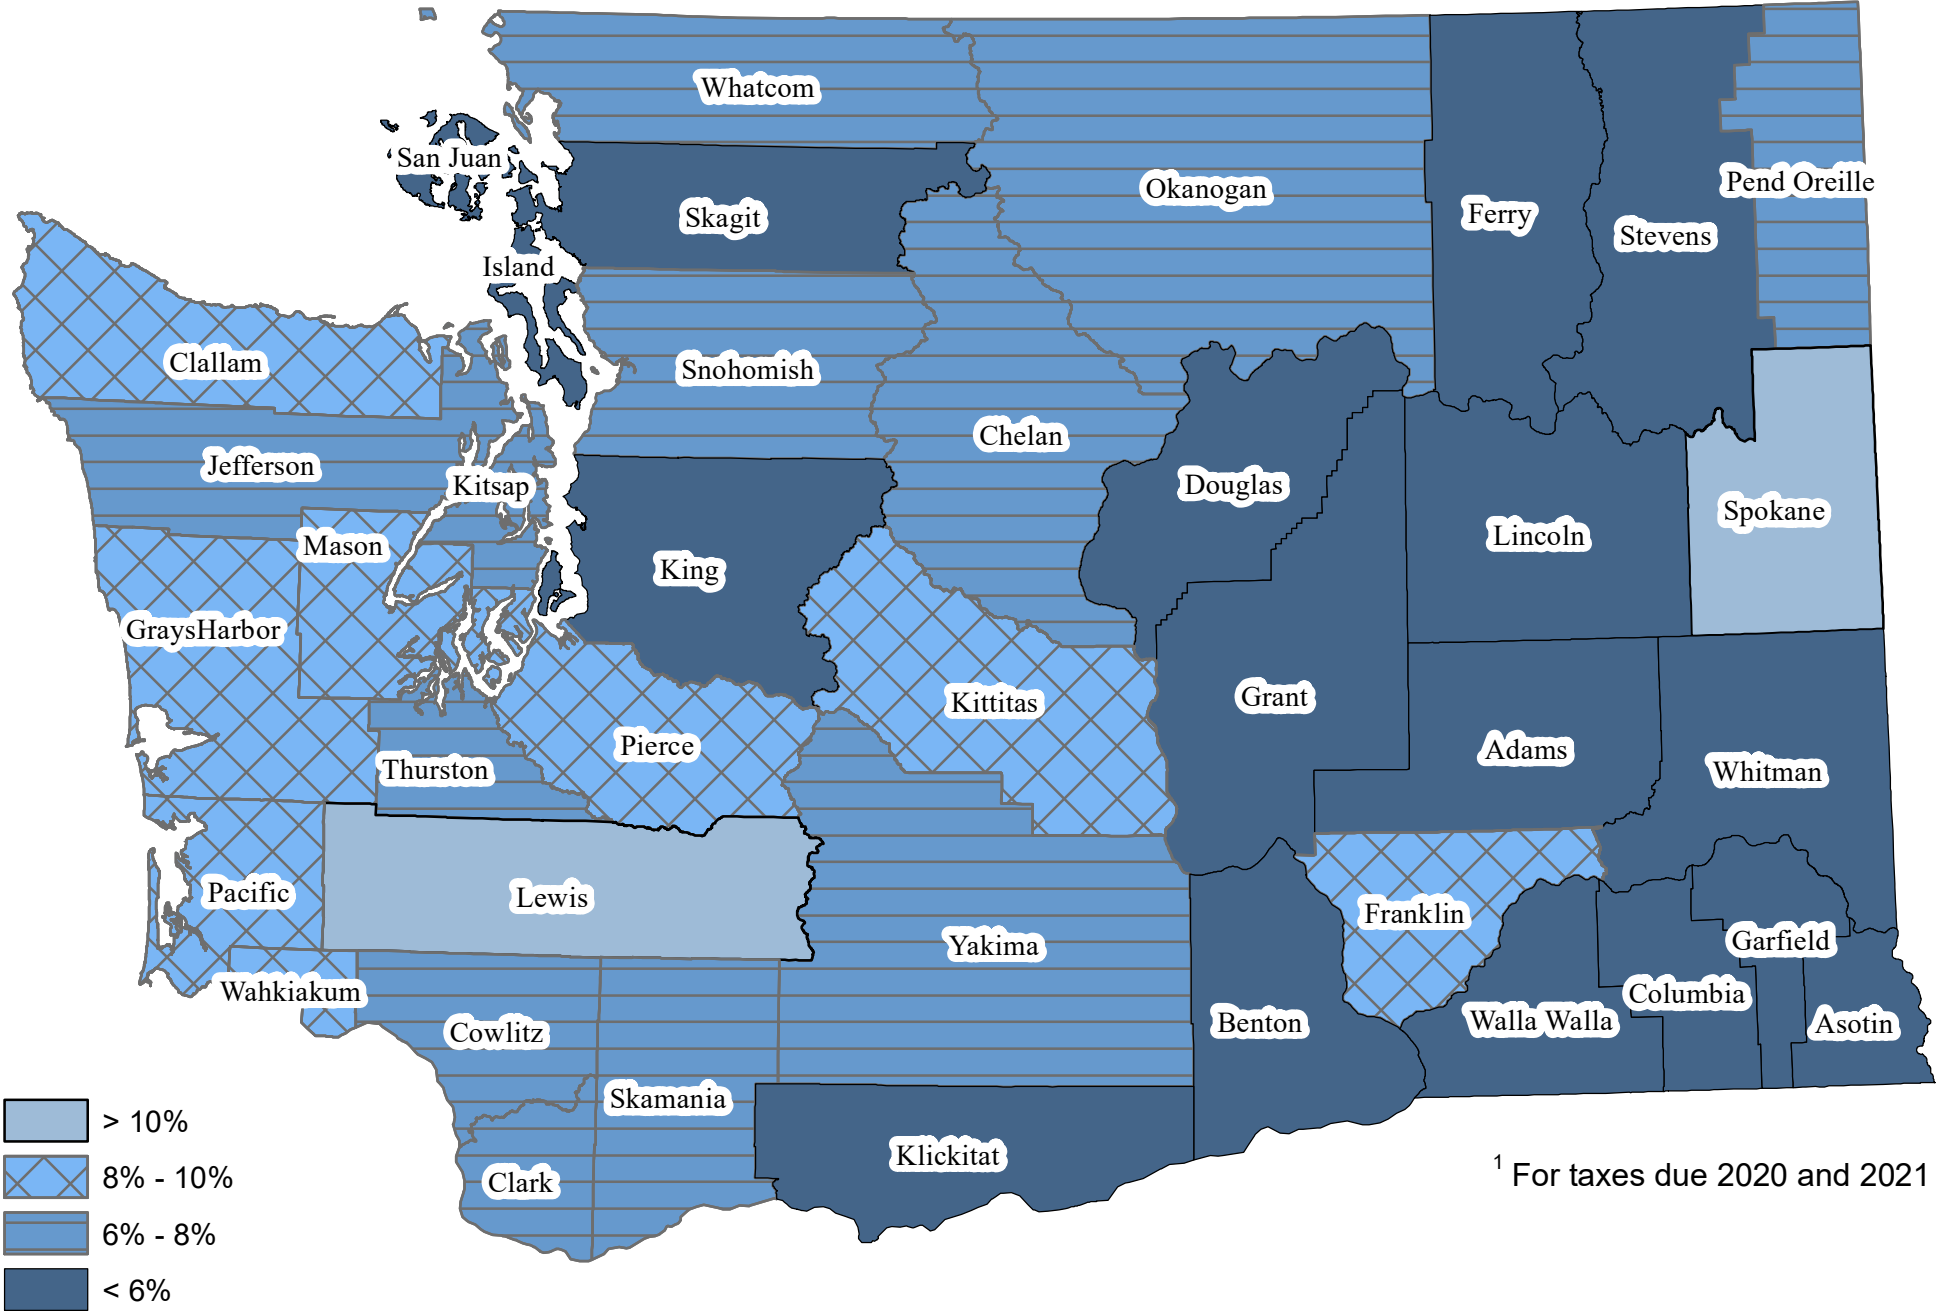 Whatcom
San Juan
Skagit
Okanogan
Ferry
Stevens
Pend Oreille
Island
Clallam
Snohomish
Chelan
Jefferson
Kitsap
Douglas
Lincoln
Spokane
Mason
King
GraysHarbor
Kittitas
Grant
Pierce
Thurston
Adams
Whitman
Pacific
Lewis
Yakima
Franklin
Garfield
Wahkiakum
Cowlitz
Benton
Walla Walla
Columbia
Asotin
Skamania
Clark
Klickitat
> 10%
8% - 10%
6% - 8%
< 6%
1 For taxes due 2020 and 2021